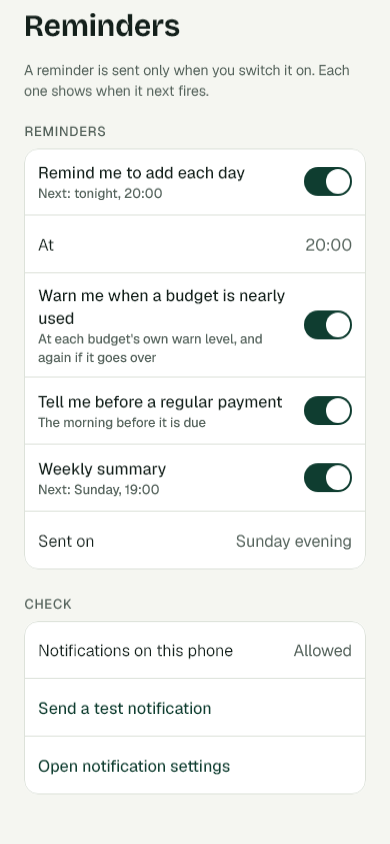 Reminders
A reminder is sent only when you switch it on. Each
one shows when it next fires.
REMINDERS
Remind me to add each day
Next: tonight, 20:00
At
20:00
Warn me when a budget is nearly
used
At each budget's own warn level, and
again if it goes over
Tell me before a regular payment
The morning before it is due
Weekly summary
Next: Sunday, 19:00
Sent on
Sunday evening
CHECK
Notifications on this phone
Allowed
Send a test notification
Open notification settings